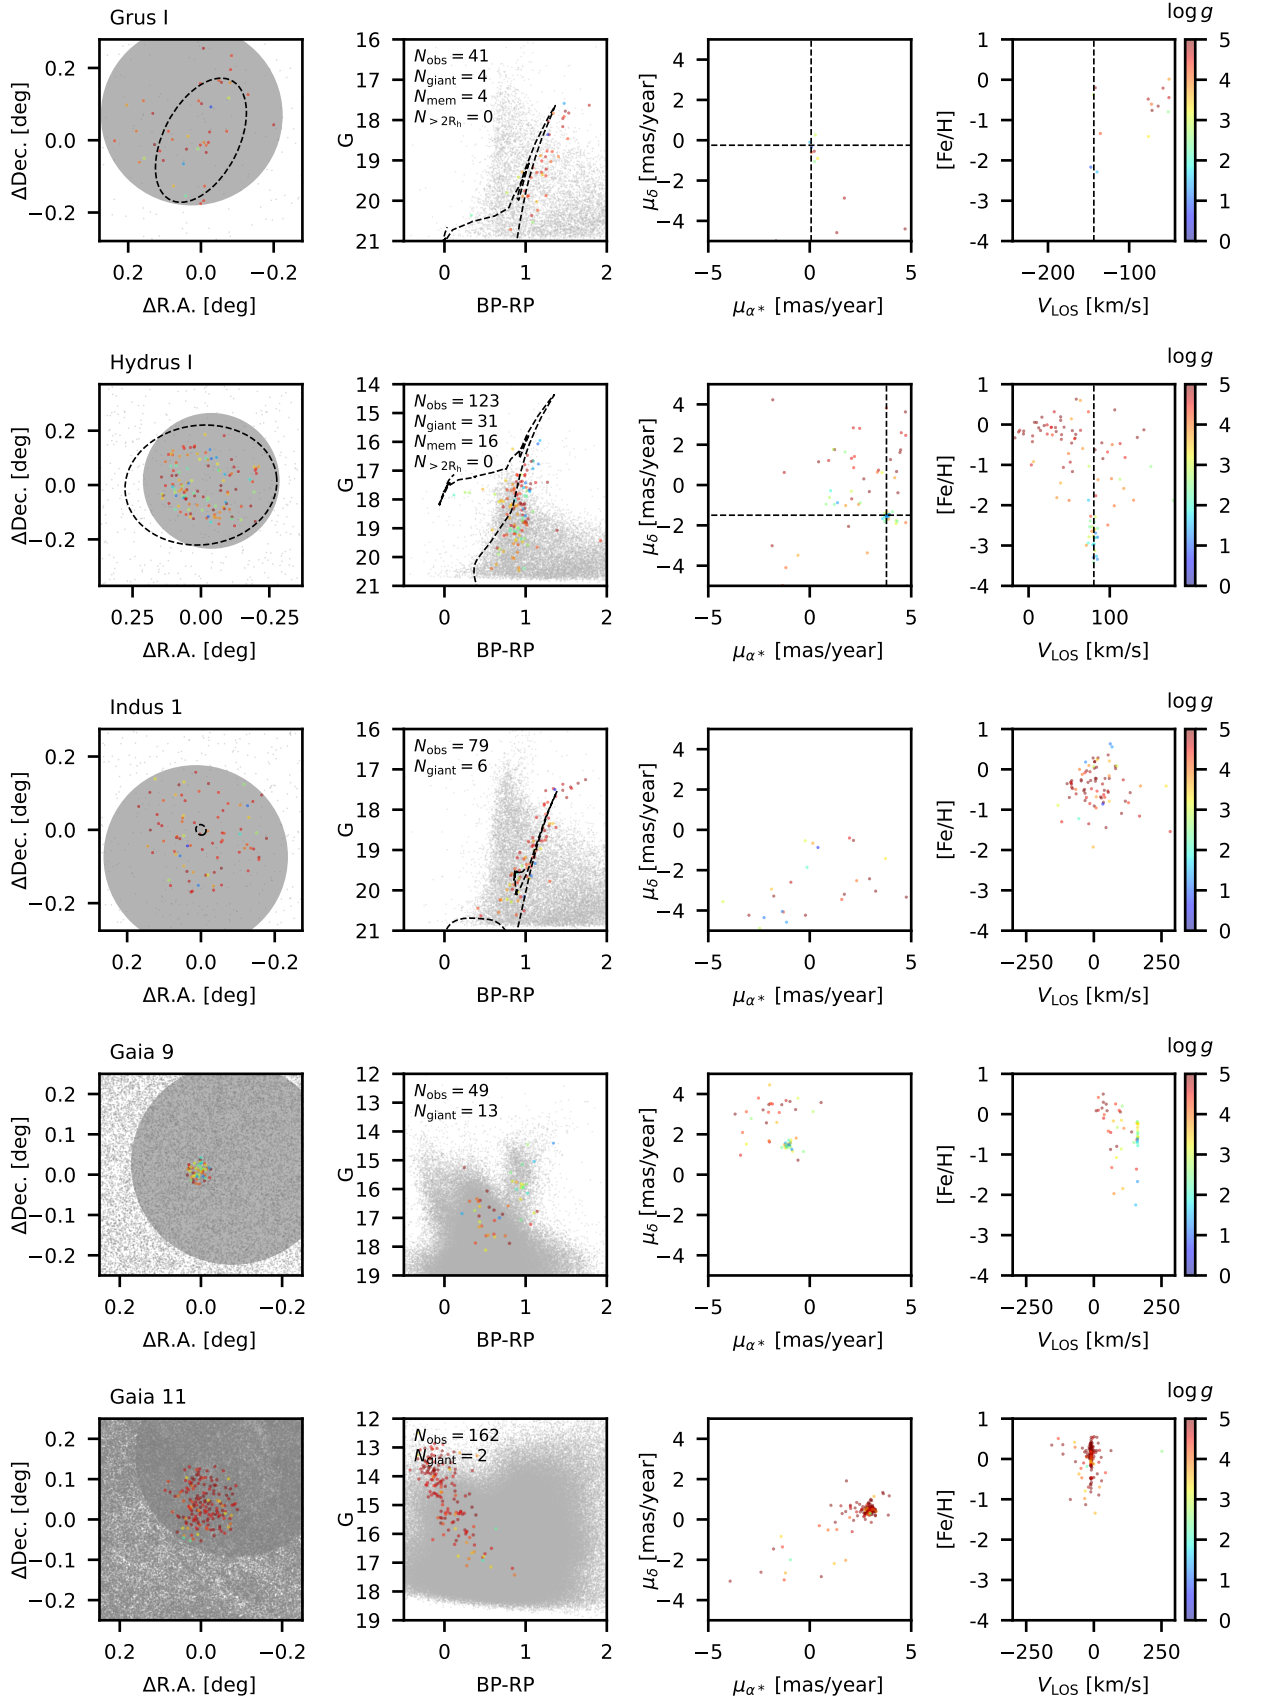 Grus I
log g
0.2
0.0
−0.2
ΔDec. [deg]
0.2 0.0 −0.2
ΔR.A. [deg]
16
17
18
19
20
21
G
N_obs = 41
N_giant = 4
N_mem = 4
N_>2R_h = 0
0 1 2
BP-RP
4
2
0
−2
−4
μ_δ [mas/year]
−5 0 5
μ_α* [mas/year]
1
0
-1
-2
-3
-4
[Fe/H]
−200 −100
V_LOS [km/s]
5
4
3
2
1
0
Hydrus I
log g
0.2
0.0
−0.2
ΔDec. [deg]
0.25 0.00 −0.25
ΔR.A. [deg]
14
15
16
17
18
19
20
21
G
N_obs = 123
N_giant = 31
N_mem = 16
N_>2R_h = 0
0 1 2
BP-RP
4
2
0
−2
−4
μ_δ [mas/year]
−5 0 5
μ_α* [mas/year]
1
0
-1
-2
-3
-4
[Fe/H]
0 100
V_LOS [km/s]
5
4
3
2
1
0
Indus 1
log g
0.2
0.0
−0.2
ΔDec. [deg]
0.2 0.0 −0.2
ΔR.A. [deg]
16
17
18
19
20
21
G
N_obs = 79
N_giant = 6
0 1 2
BP-RP
4
2
0
−2
−4
μ_δ [mas/year]
−5 0 5
μ_α* [mas/year]
1
0
-1
-2
-3
-4
[Fe/H]
−250 0 250
V_LOS [km/s]
5
4
3
2
1
0
Gaia 9
log g
0.2
0.1
0.0
−0.1
−0.2
ΔDec. [deg]
0.2 0.0 −0.2
ΔR.A. [deg]
12
13
14
15
16
17
18
19
G
N_obs = 49
N_giant = 13
0 1 2
BP-RP
4
2
0
−2
−4
μ_δ [mas/year]
−5 0 5
μ_α* [mas/year]
1
0
-1
-2
-3
-4
[Fe/H]
−250 0 250
V_LOS [km/s]
5
4
3
2
1
0
Gaia 11
log g
0.2
0.1
0.0
−0.1
−0.2
ΔDec. [deg]
0.2 0.0 −0.2
ΔR.A. [deg]
12
13
14
15
16
17
18
19
G
N_obs = 162
N_giant = 2
0 1 2
BP-RP
4
2
0
−2
−4
μ_δ [mas/year]
−5 0 5
μ_α* [mas/year]
1
0
-1
-2
-3
-4
[Fe/H]
−250 0 250
V_LOS [km/s]
5
4
3
2
1
0